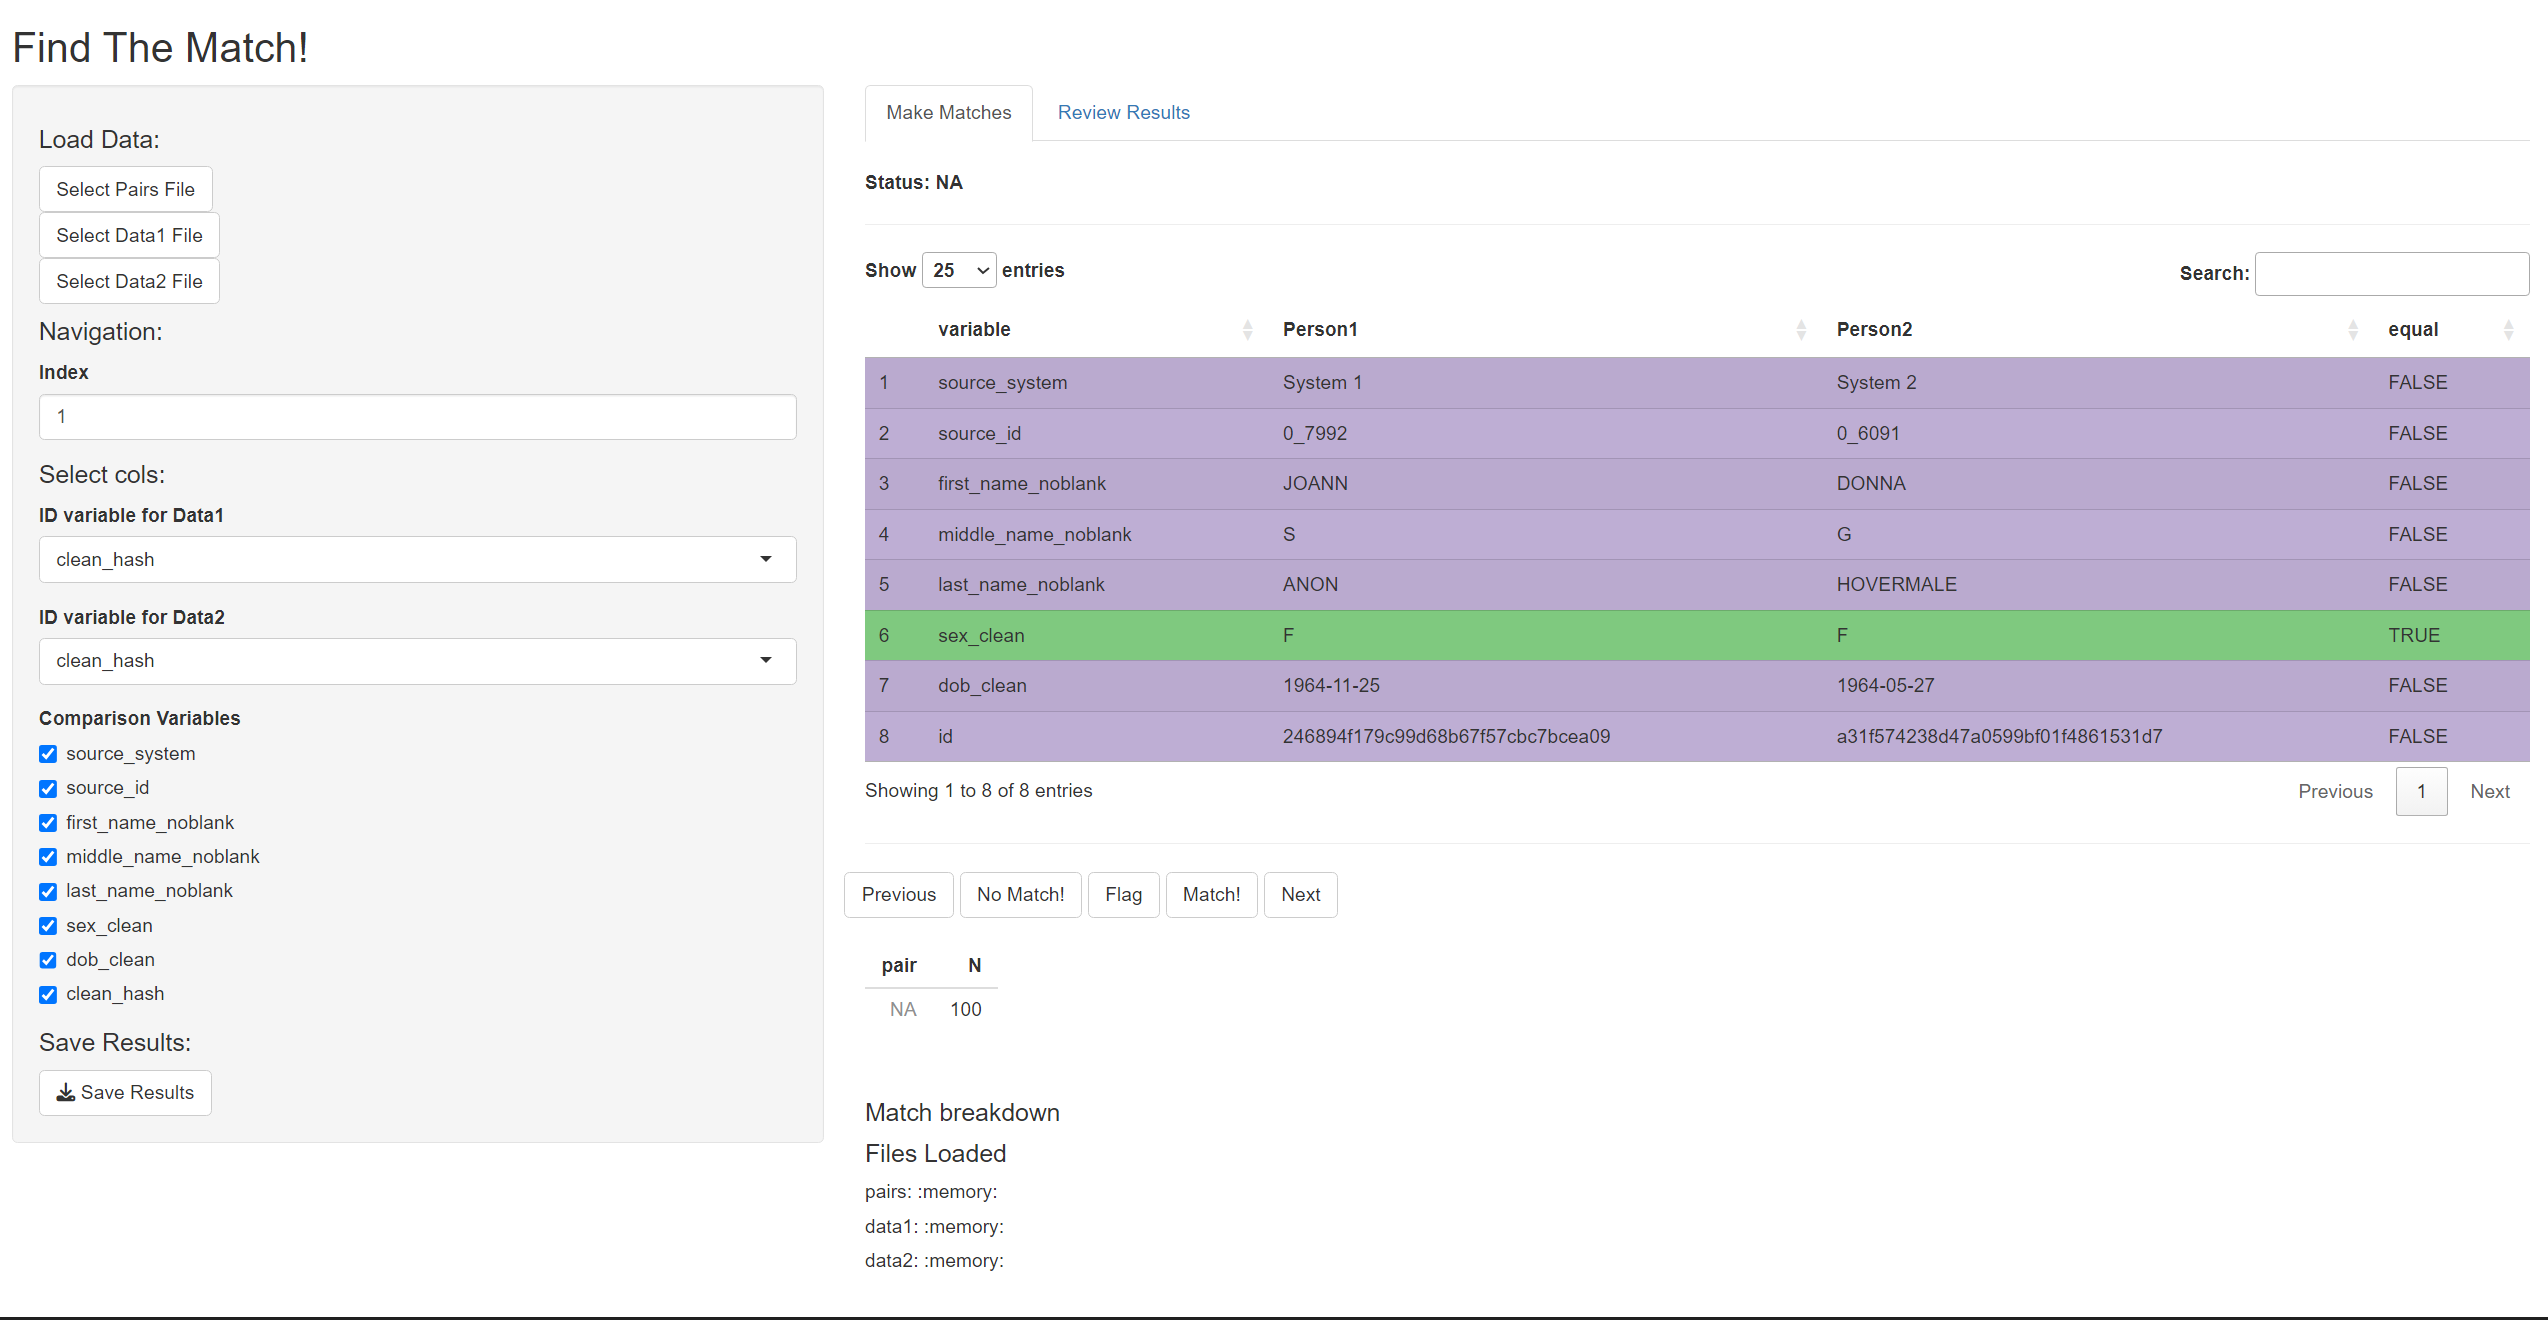 Find The Match!
Load Data:
Select Pairs File
Select Data1 File
Select Data2 File
Navigation:
Index
1
Select cols:
ID variable for Data1
clean_hash
ID variable for Data2
clean_hash
Comparison Variables
source_system
source_id
first_name_noblank
middle_name_noblank
last_name_noblank
sex_clean
dob_clean
clean_hash
Save Results:
Save Results
Make Matches Review Results
Status: NA
Show 25 entries Search:
variable Person1 Person2 equal
1 source_system System 1 System 2 FALSE
2 source_id 0_7992 0_6091 FALSE
3 first_name_noblank JOANN DONNA FALSE
4 middle_name_noblank S G FALSE
5 last_name_noblank ANON HOVERMALE FALSE
6 sex_clean F F TRUE
7 dob_clean 1964-11-25 1964-05-27 FALSE
8 id 246894f179c99d68b67f57cbc7bcea09 a31f574238d47a0599bf01f4861531d7 FALSE
Showing 1 to 8 of 8 entries Previous 1 Next
Previous No Match! Flag Match! Next
pair N
NA 100
Match breakdown
Files Loaded
pairs: :memory:
data1: :memory:
data2: :memory: